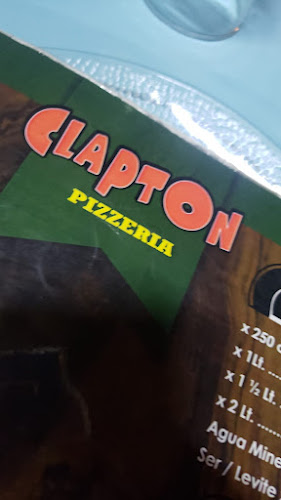 CLAPTON
PIZZERIA
x 250
x 1Lt. .....
x 1 ½ Lt. .
x 2 Lt. ......
Agua Mine
Ser / Levite